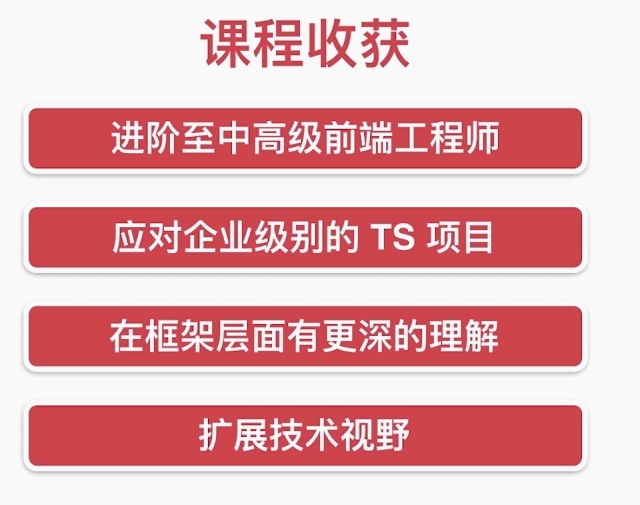 课程收获
进阶至中高级前端工程师
应对企业级别的 TS 项目
在框架层面有更深的理解
扩展技术视野